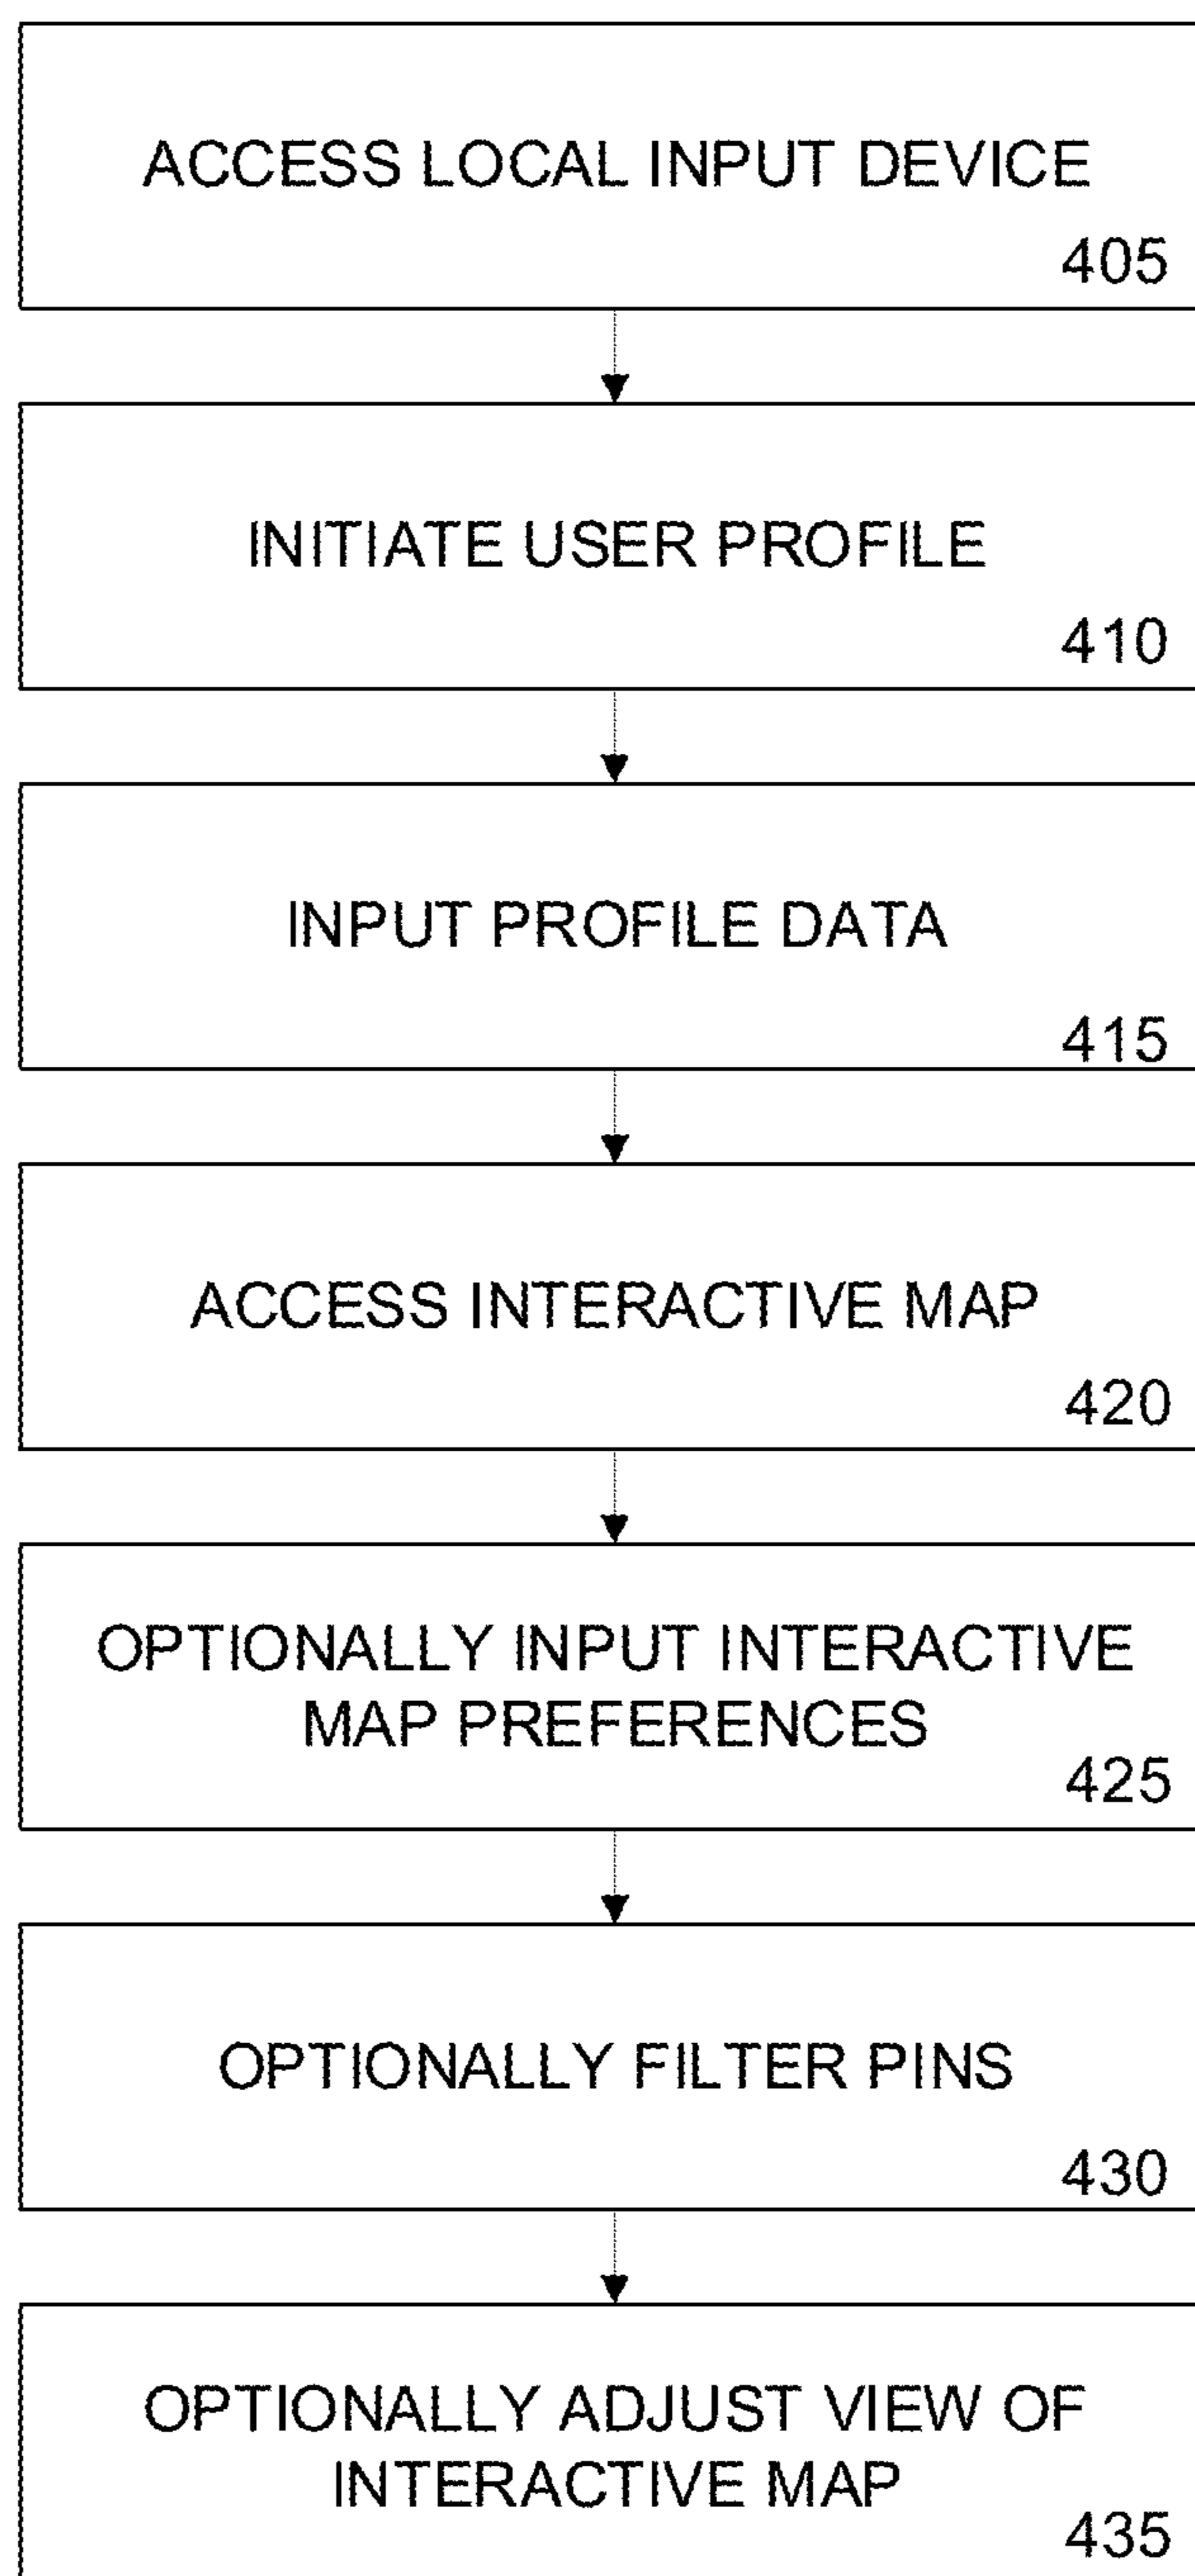 ACCESS LOCAL INPUT DEVICE
405
INITIATE USER PROFILE
410
INPUT PROFILE DATA
415
ACCESS INTERACTIVE MAP
420
OPTIONALLY INPUT INTERACTIVE
MAP PREFERENCES
425
OPTIONALLY FILTER PINS
430
OPTIONALLY ADJUST VIEW OF
INTERACTIVE MAP
435